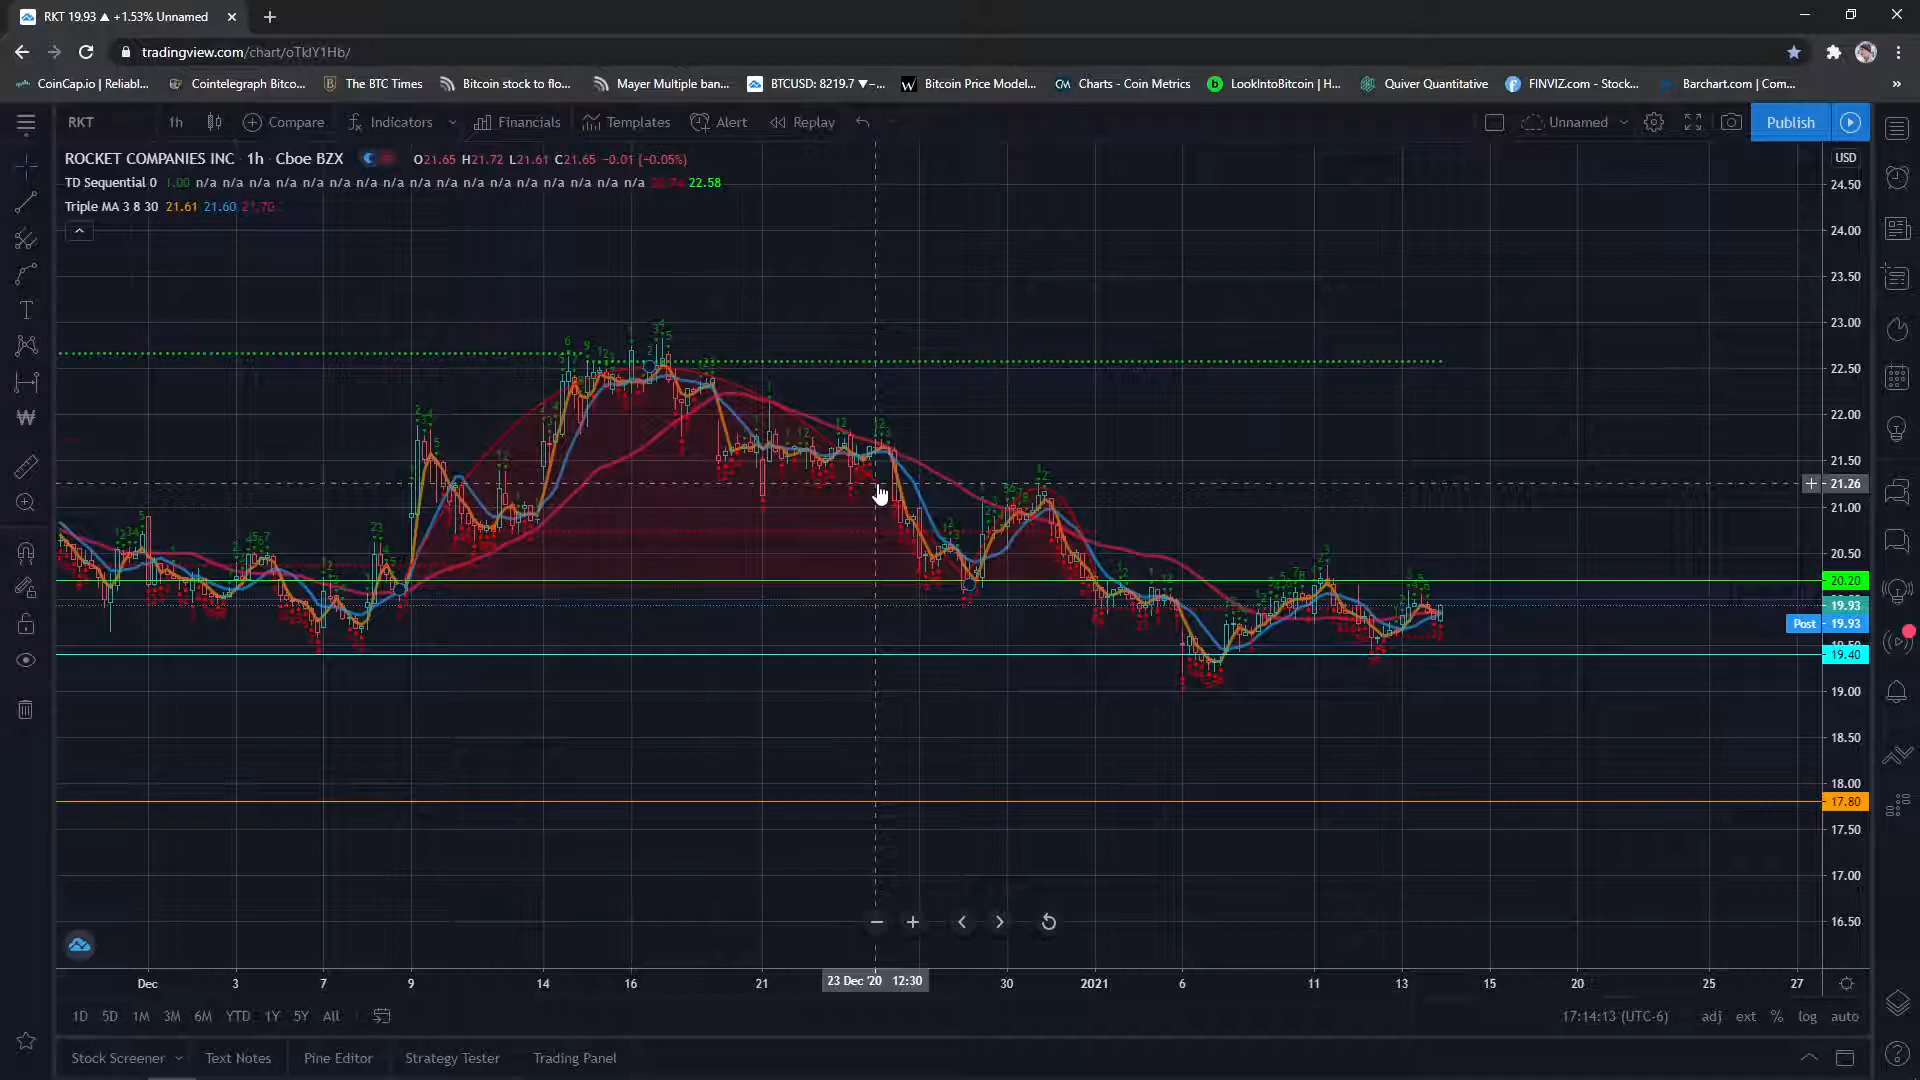 RKT 19.93 ▲ +1.53% Unnamed
tradingview.com/chart/oTkIY1Hb/
CoinCap.io | Reliabl... Cointelegraph Bitco... The BTC Times Bitcoin stock to flo... Mayer Multiple ban... BTCUSD: 8219.7 ▼−... Bitcoin Price Model... Charts - Coin Metrics LookIntoBitcoin | H... Quiver Quantitative FINVIZ.com - Stock... Barchart.com | Com... »
RKT 1h Compare Indicators Financials Templates Alert Replay Unnamed Publish
ROCKET COMPANIES INC · 1h · Cboe BZX O21.65 H21.72 L21.61 C21.65 −0.01 (−0.05%)
USD
TD Sequential 0 1.00 n/a n/a n/a n/a n/a n/a n/a n/a n/a n/a n/a n/a n/a n/a n/a n/a n/a 22.58
Triple MA 3 8 30 21.61 21.60 21.70
24.50
24.00
23.50
23.00
22.50
22.00
21.50
21.26
21.00
20.50
20.20
19.93
Post 19.93
19.40
19.00
18.50
18.00
17.80
17.50
17.00
16.50
Dec 3 7 9 14 16 21 23 Dec '20 12:30 30 2021 6 11 13 15 20 25 27
1D 5D 1M 3M 6M YTD 1Y 5Y All 17:14:13 (UTC-6) adj ext % log auto
Stock Screener Text Notes Pine Editor Strategy Tester Trading Panel